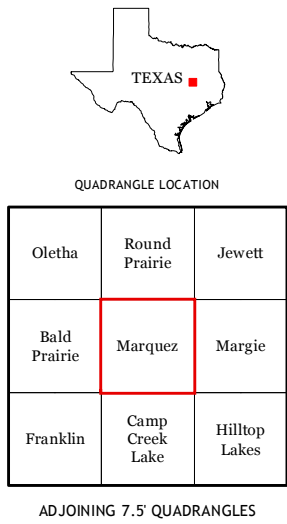 TEXAS
QUADRANGLE LOCATION
Oletha
Round
Prairie
Jewett
Bald
Prairie
Marquez
Margie
Franklin
Camp
Creek
Lake
Hilltop
Lakes
ADJOINING 7.5' QUADRANGLES